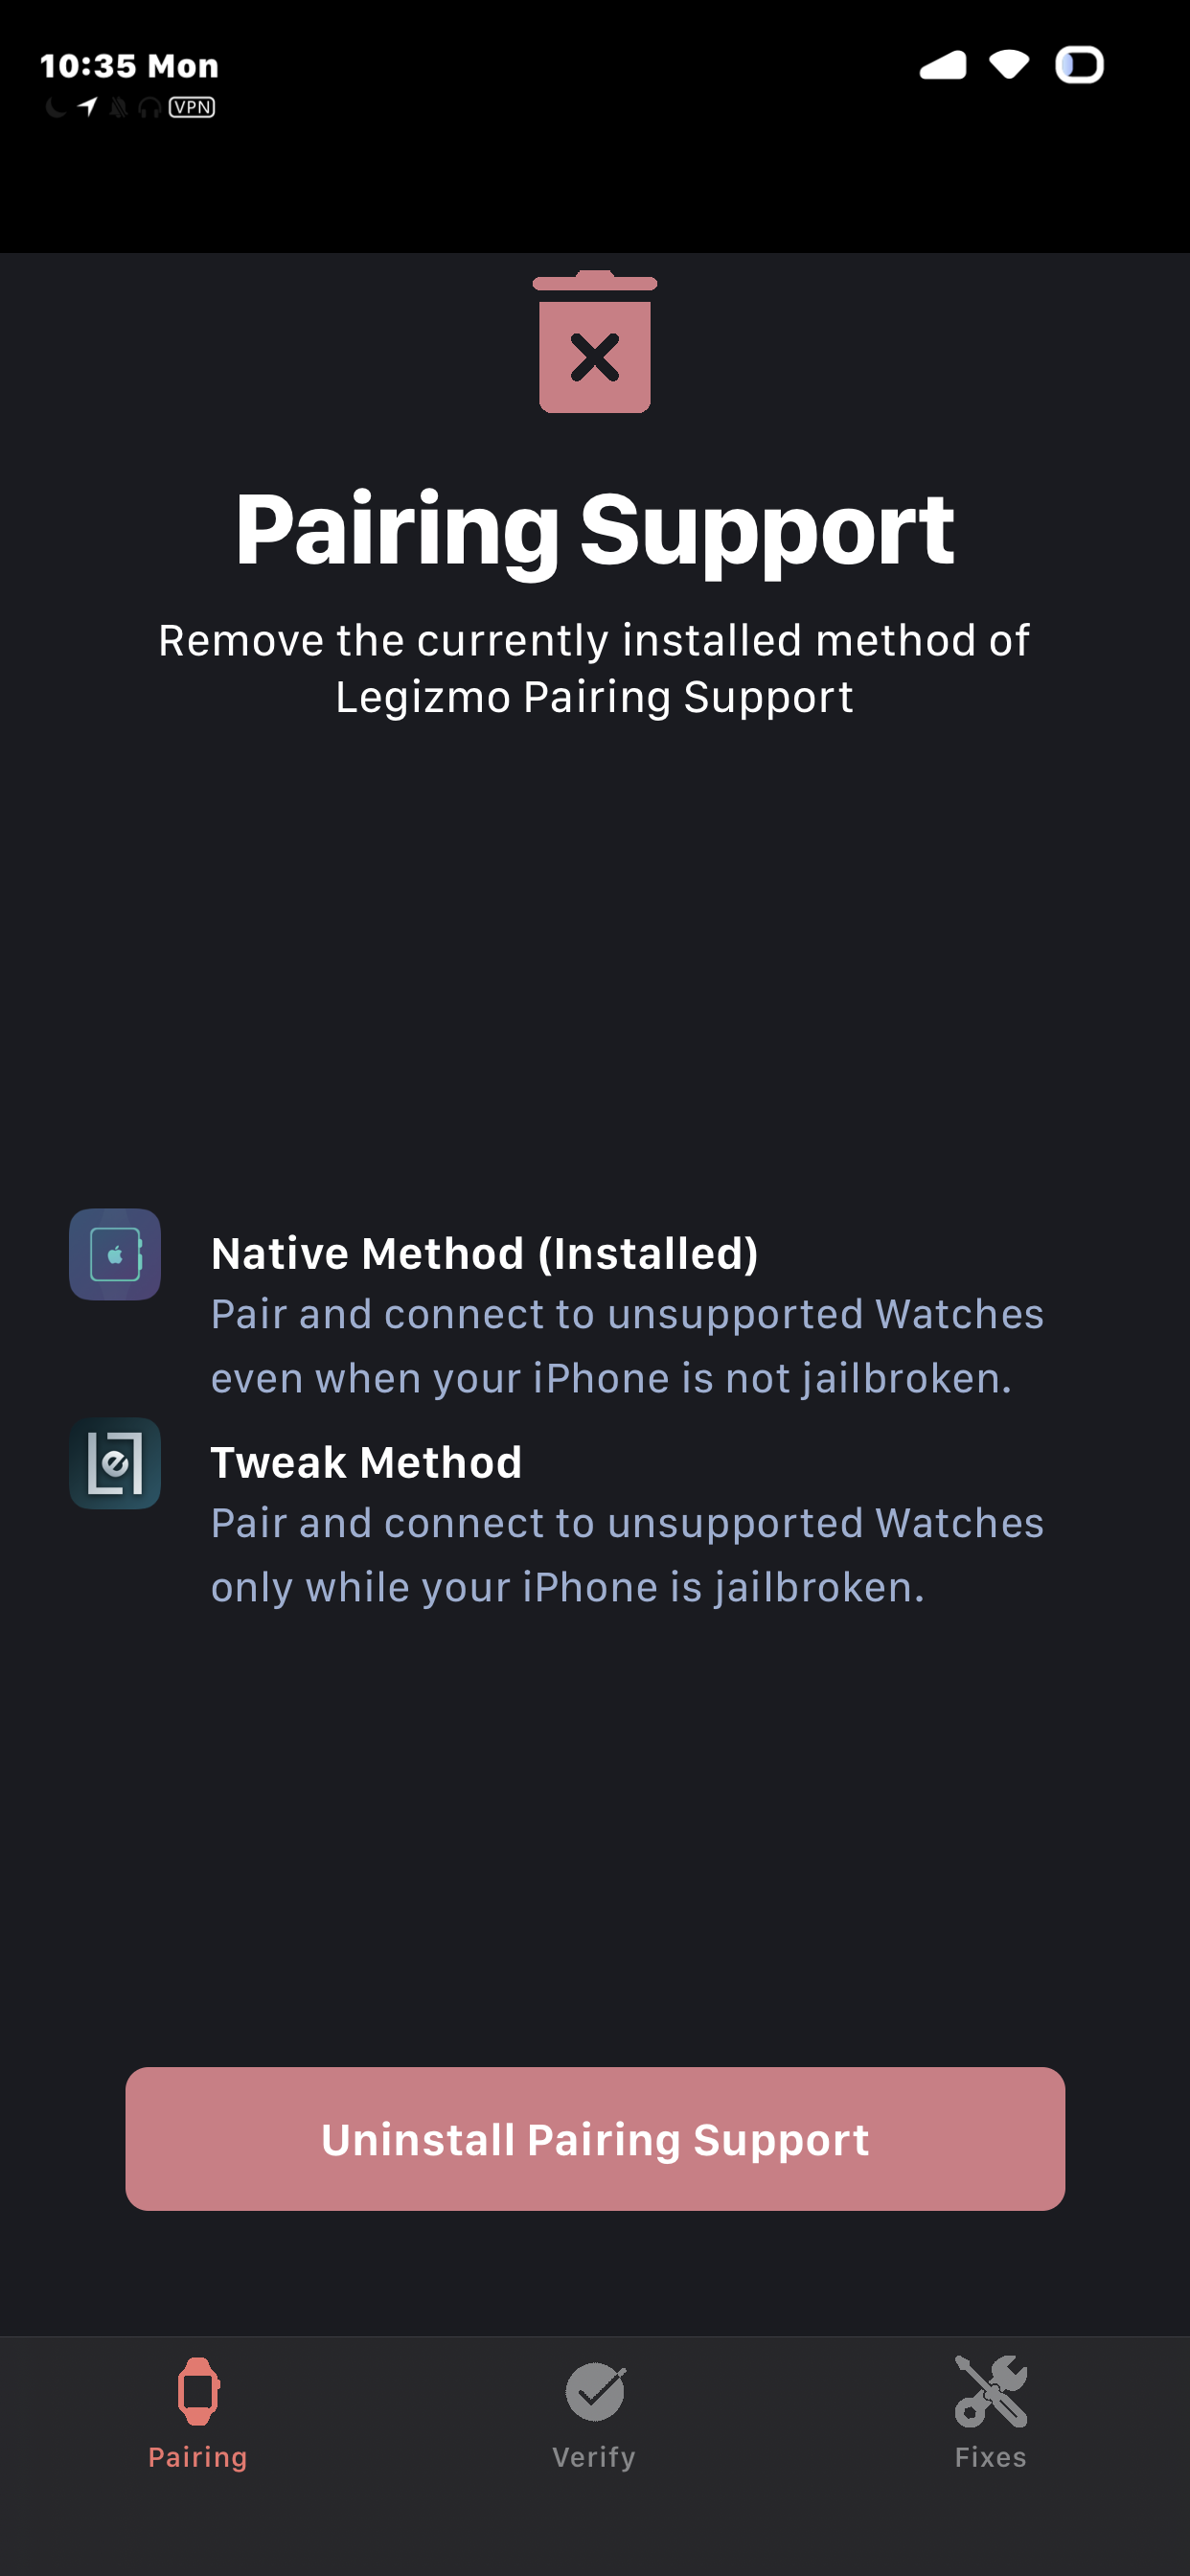 10:35 Mon
VPN
Pairing Support
Remove the currently installed method of
Legizmo Pairing Support
Native Method (Installed)
Pair and connect to unsupported Watches
even when your iPhone is not jailbroken.
Tweak Method
Pair and connect to unsupported Watches
only while your iPhone is jailbroken.
Uninstall Pairing Support
Pairing
Verify
Fixes